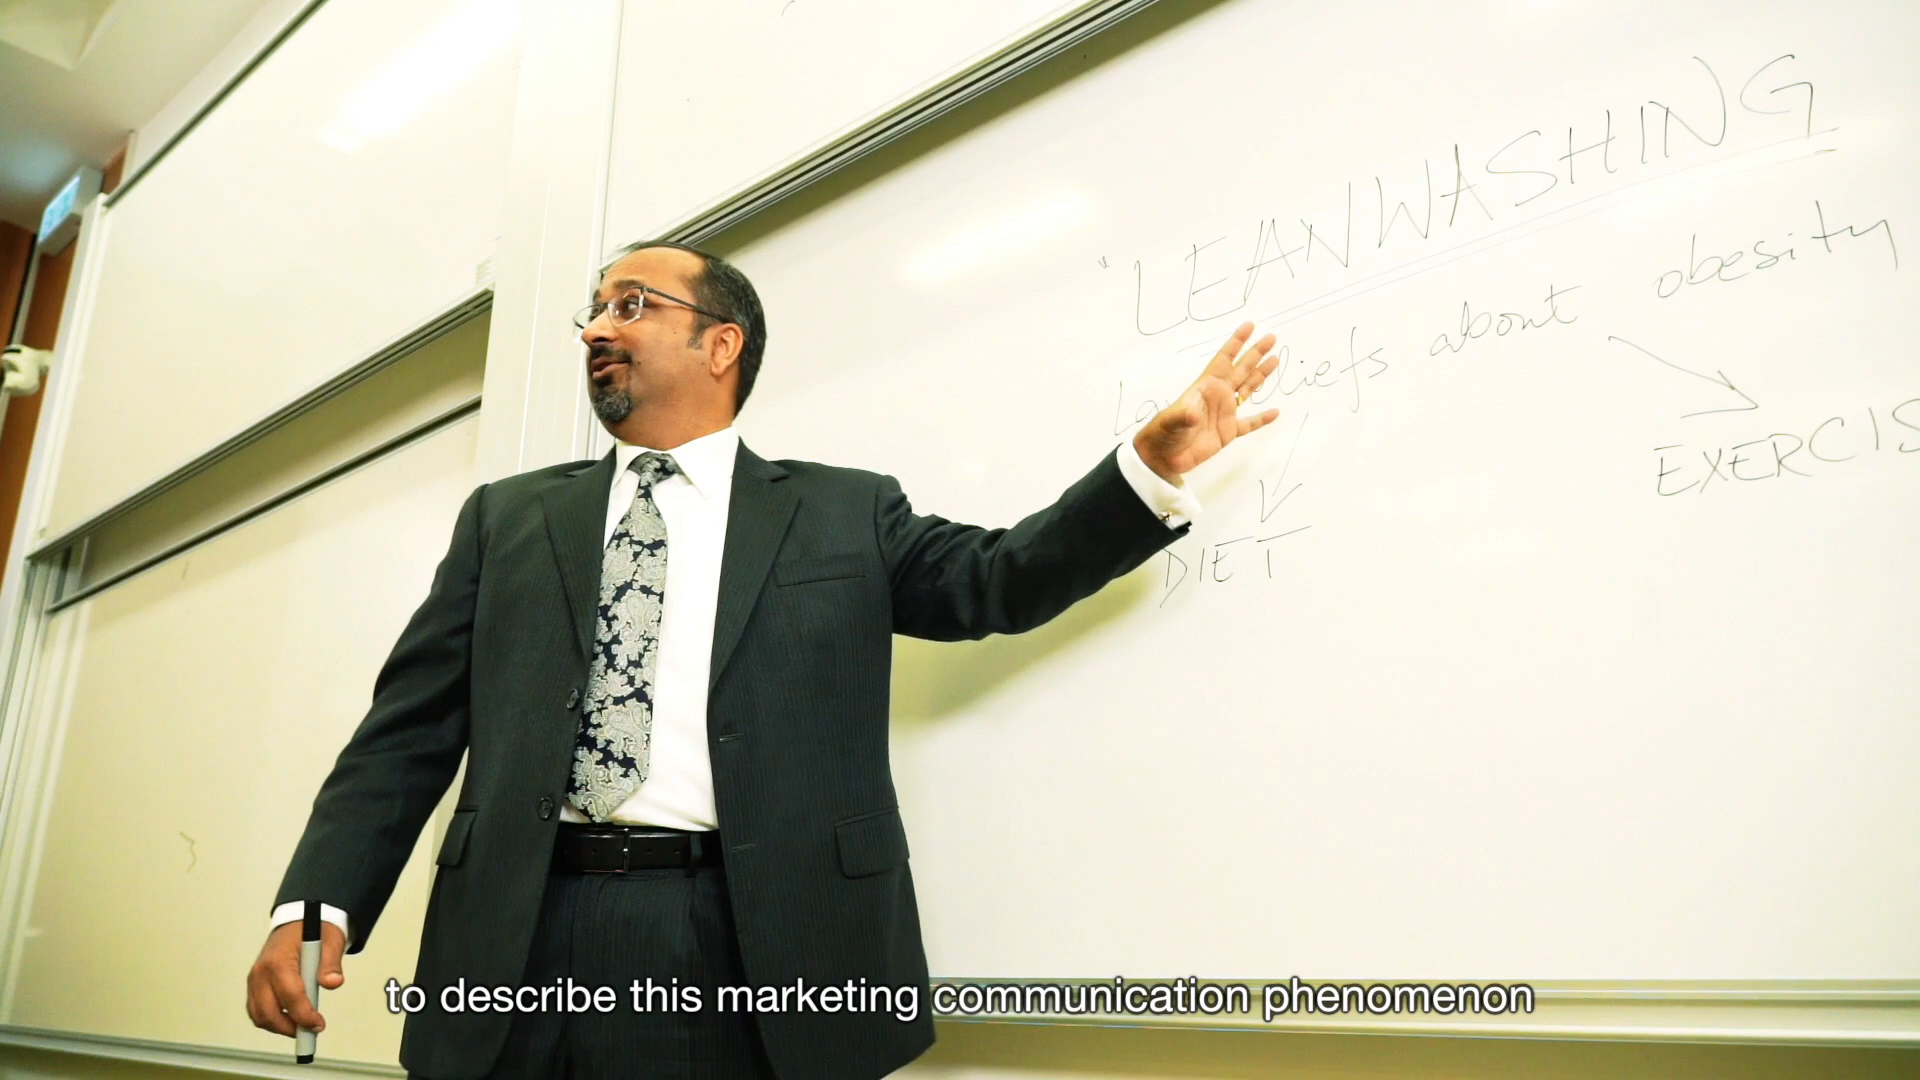 "LEANWASHING
beliefs about obesity
DIET
EXERCIS
to describe this marketing communication phenomenon